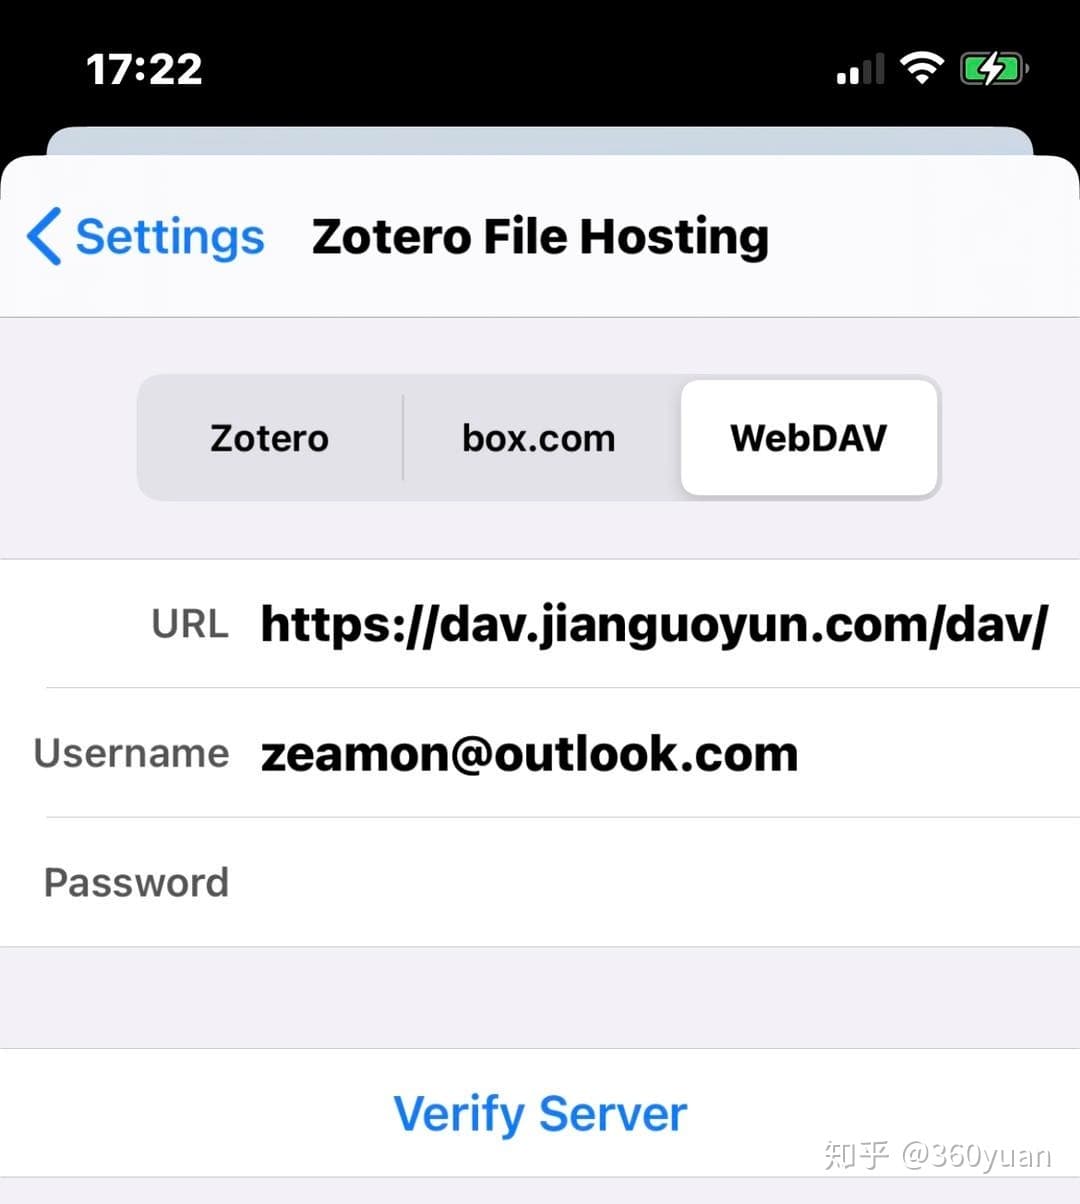 17:22
Settings Zotero File Hosting
Zotero box.com WebDAV
URL https://dav.jianguoyun.com/dav/
Username zeamon@outlook.com
Password
Verify Server
知乎 @360yuan